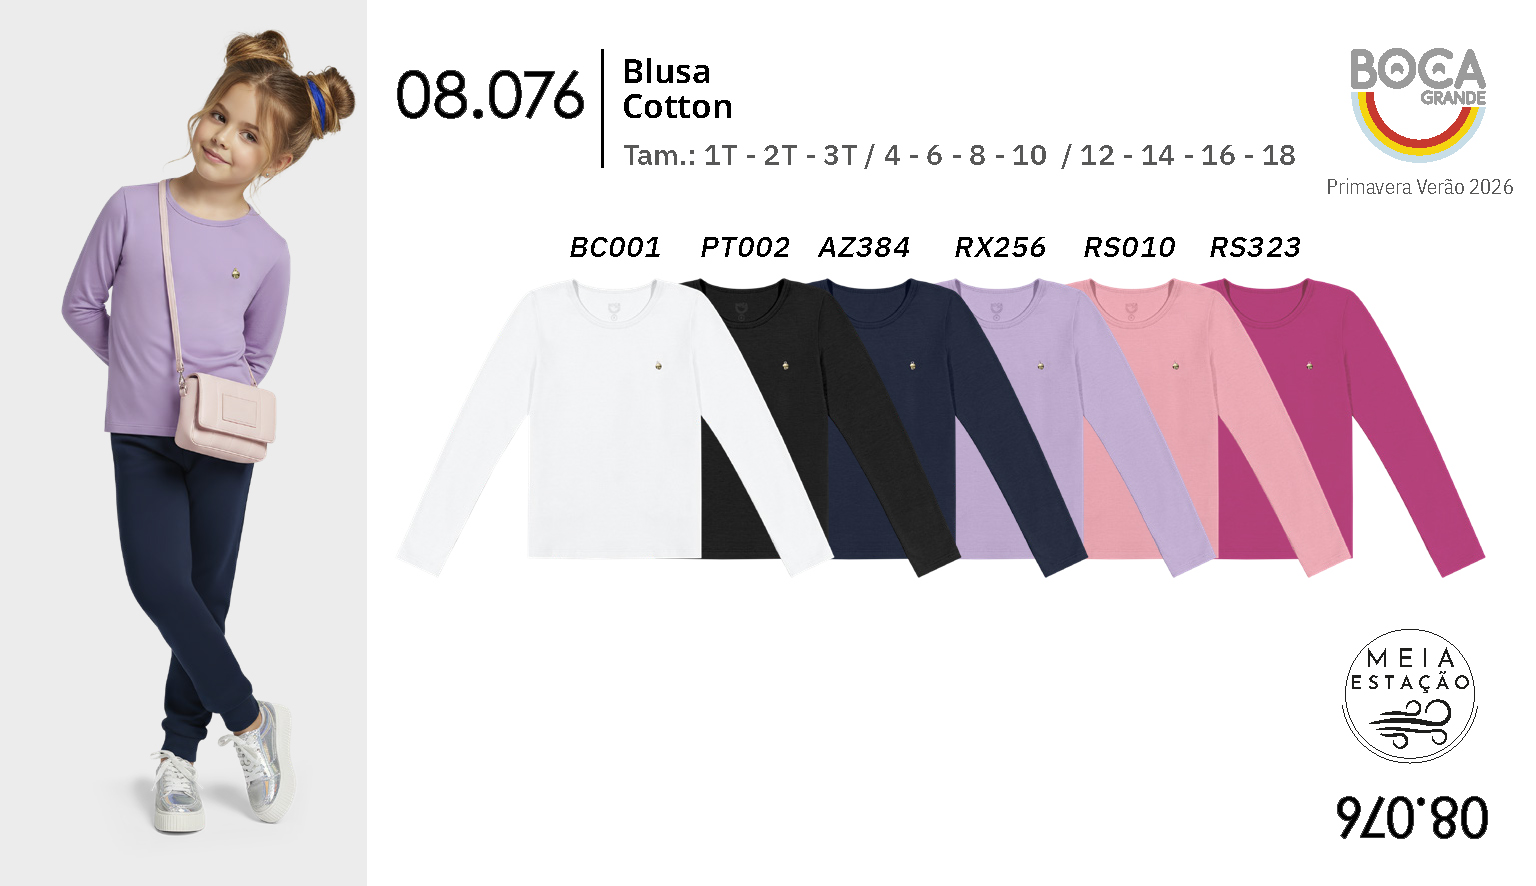 08.076
Blusa
Cotton
Tam.: 1T - 2T - 3T / 4 - 6 - 8 - 10 / 12 - 14 - 16 - 18
BOCA
GRANDE
Primavera Verão 2026
BC001 PT002 AZ384 RX256 RS010 RS323
MEIA
ESTAÇÃO
08.076